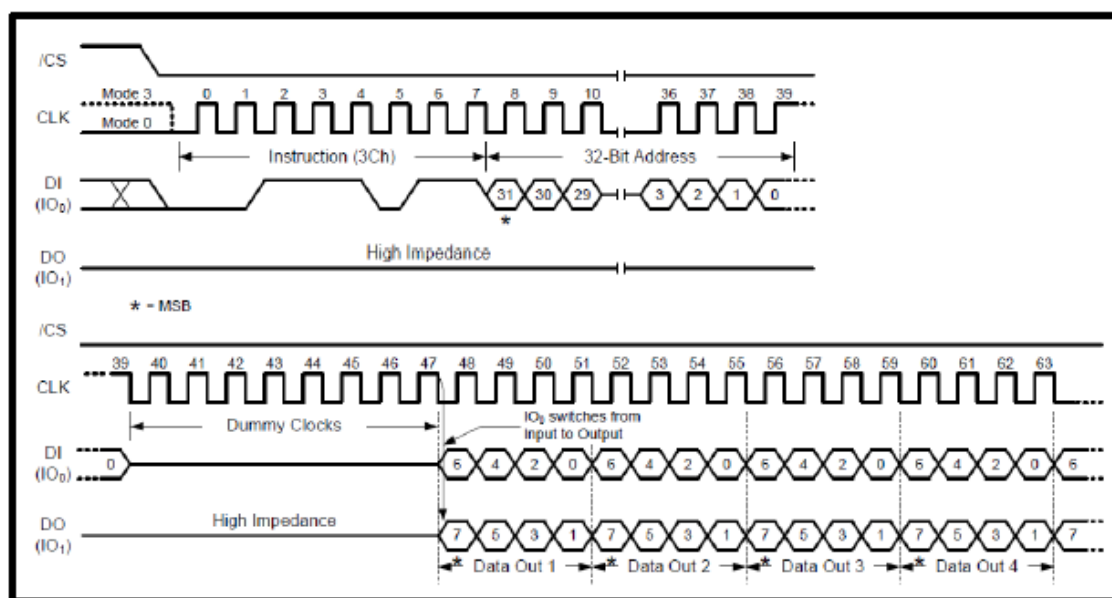 /CS
Mode 3 0 1 2 3 4 5 6 7 8 9 10 36 37 38 39
CLK Mode 0
Instruction (3Ch) 32-Bit Address
DI
(IO0) 31 30 29 3 2 1 0
*
DO High Impedance
(IO1)
* = MSB
/CS
39 40 41 42 43 44 45 46 47 48 49 50 51 52 53 54 55 56 57 58 59 60 61 62 63
CLK
Dummy Clocks IO0 switches from
Input to Output
DI
(IO0) 0 6 4 2 0 6 4 2 0 6 4 2 0 6 4 2 0 6
DO High Impedance
(IO1) 7 5 3 1 7 5 3 1 7 5 3 1 7 5 3 1 7
* Data Out 1 * Data Out 2 * Data Out 3 * Data Out 4